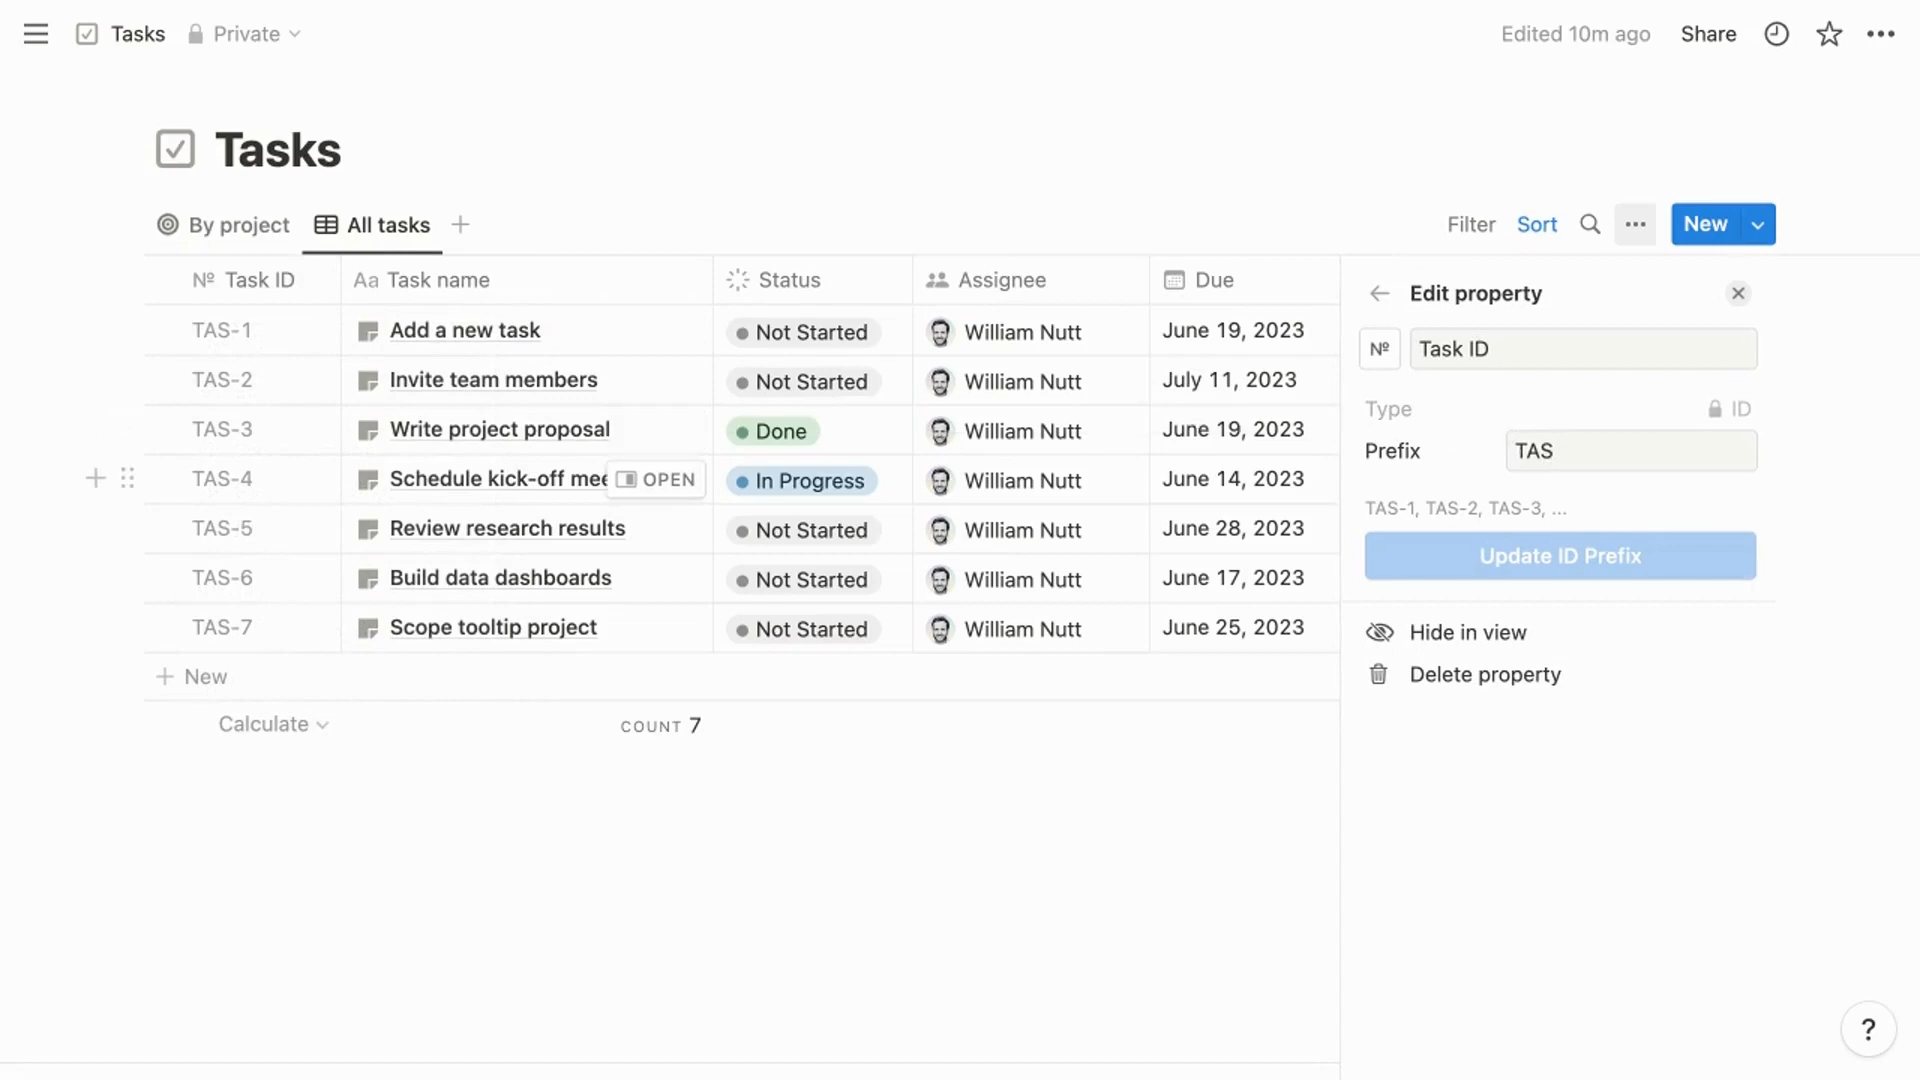 Tasks Private Edited 10m ago Share
Tasks
By project All tasks Filter Sort New
Nº Task ID Aa Task name Status Assignee Due
TAS-1 Add a new task Not Started William Nutt June 19, 2023
TAS-2 Invite team members Not Started William Nutt July 11, 2023
TAS-3 Write project proposal Done William Nutt June 19, 2023
TAS-4 Schedule kick-off mee OPEN In Progress William Nutt June 14, 2023
TAS-5 Review research results Not Started William Nutt June 28, 2023
TAS-6 Build data dashboards Not Started William Nutt June 17, 2023
TAS-7 Scope tooltip project Not Started William Nutt June 25, 2023
New
Calculate COUNT 7
Edit property
Nº Task ID
Type ID
Prefix TAS
TAS-1, TAS-2, TAS-3, ...
Update ID Prefix
Hide in view
Delete property
?